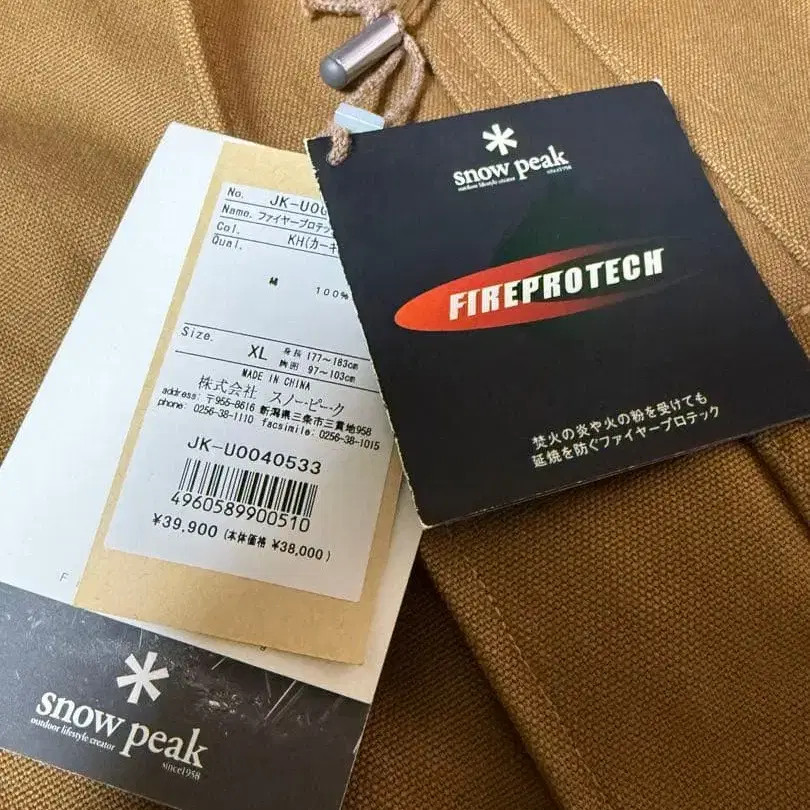 No. JK-U00
Name. ファイヤープロテッ
Col. KH(カーキ
Qual.
綿 100%
Size. XL 身長 177〜183cm
胸囲 97〜103cm
MADE IN CHINA
株式会社 スノーピーク
address: 〒955-8616 新潟県三条市三貫地958
phone: 0256-38-1110 facsimile: 0256-38-1015
JK-U0040533
4960589900510
¥39,900 (本体価格 ¥38,000)
snow peak
outdoor lifestyle creator
since1958
snow peak
outdoor lifestyle creator
since1958
FIREPROTECH
焚火の炎や火の粉を受けても
延焼を防ぐファイヤープロテック